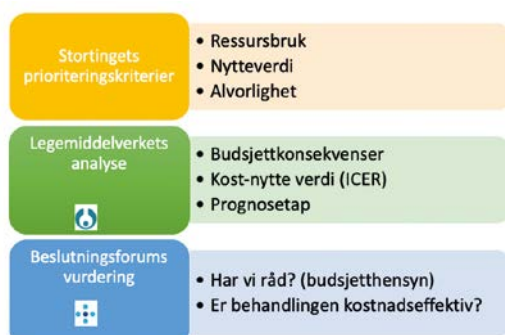 Stortingets
prioriteringskriterier
• Ressursbruk
• Nytteverdi
• Alvorlighet
Legemiddelverkets
analyse
• Budsjettkonsekvenser
• Kost-nytte verdi (ICER)
• Prognosetap
Beslutningsforums
vurdering
• Har vi råd? (budsjetthensyn)
• Er behandlingen kostnadseffektiv?